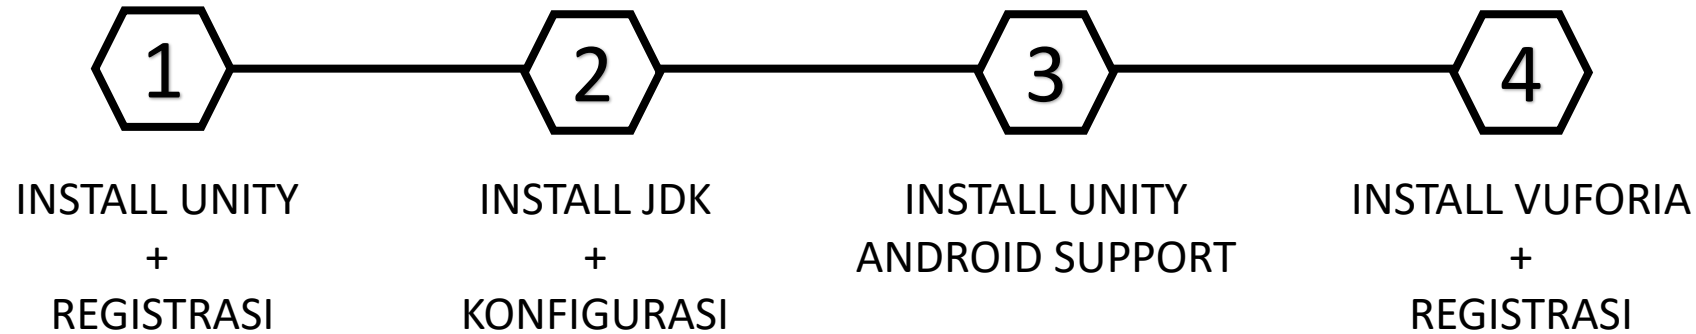 1
2
3
4
INSTALL UNITY
+
REGISTRASI
INSTALL JDK
+
KONFIGURASI
INSTALL UNITY
ANDROID SUPPORT
INSTALL VUFORIA
+
REGISTRASI